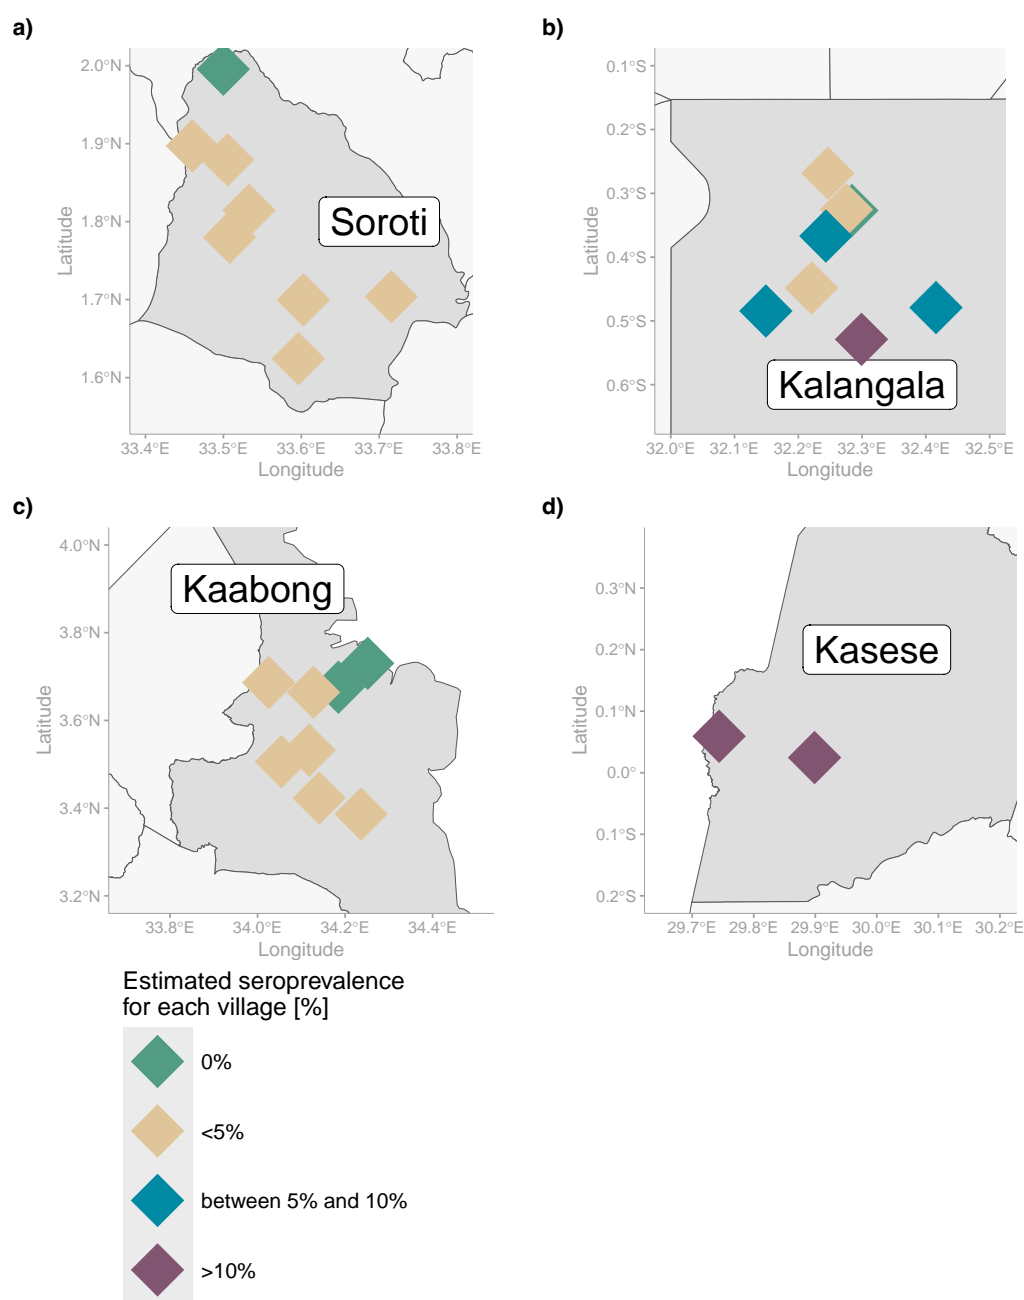 a)
2.0°N
1.9°N
1.8°N
1.7°N
1.6°N
Latitude
Soroti
33.4°E 33.5°E 33.6°E 33.7°E 33.8°E
Longitude
b)
0.1°S
0.2°S
0.3°S
0.4°S
0.5°S
0.6°S
Latitude
Kalangala
32.0°E 32.1°E 32.2°E 32.3°E 32.4°E 32.5°E
Longitude
c)
4.0°N
3.8°N
3.6°N
3.4°N
3.2°N
Latitude
Kaabong
33.8°E 34.0°E 34.2°E 34.4°E
Longitude
d)
0.3°N
0.2°N
0.1°N
0.0°
0.1°S
0.2°S
Latitude
Kasese
29.7°E 29.8°E 29.9°E 30.0°E 30.1°E 30.2°E
Longitude
Estimated seroprevalence
for each village [%]
0%
<5%
between 5% and 10%
>10%